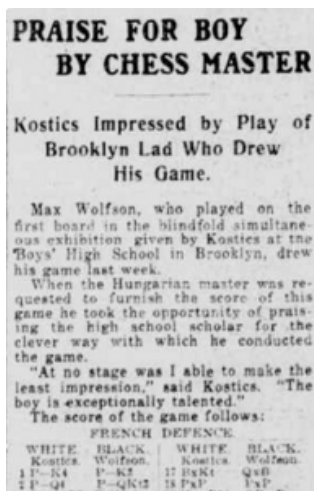 PRAISE FOR BOY
BY CHESS MASTER
Kostics Impressed by Play of
Brooklyn Lad Who Drew
His Game.
Max Wolfson, who played on the
first board in the blindfold simultane-
ous exhibition given by Kostics at the
Boys' High School in Brooklyn, drew
his game last week.
When the Hungarian master was re-
quested to furnish the score of this
game he took the opportunity of prais-
ing the high school scholar for the
clever way with which he conducted
the game.
"At no stage was I able to make the
least impression," said Kostics. "The
boy is exceptionally talented."
The score of the game follows:
FRENCH DEFENCE.
WHITE. BLACK. WHITE. BLACK.
Kostics. Wolfson. Kostics. Wolfson.
1 P—K4 P—K3 17 BxKt QxB
2 P—Q4 P—QKt3 18 PxP PxP